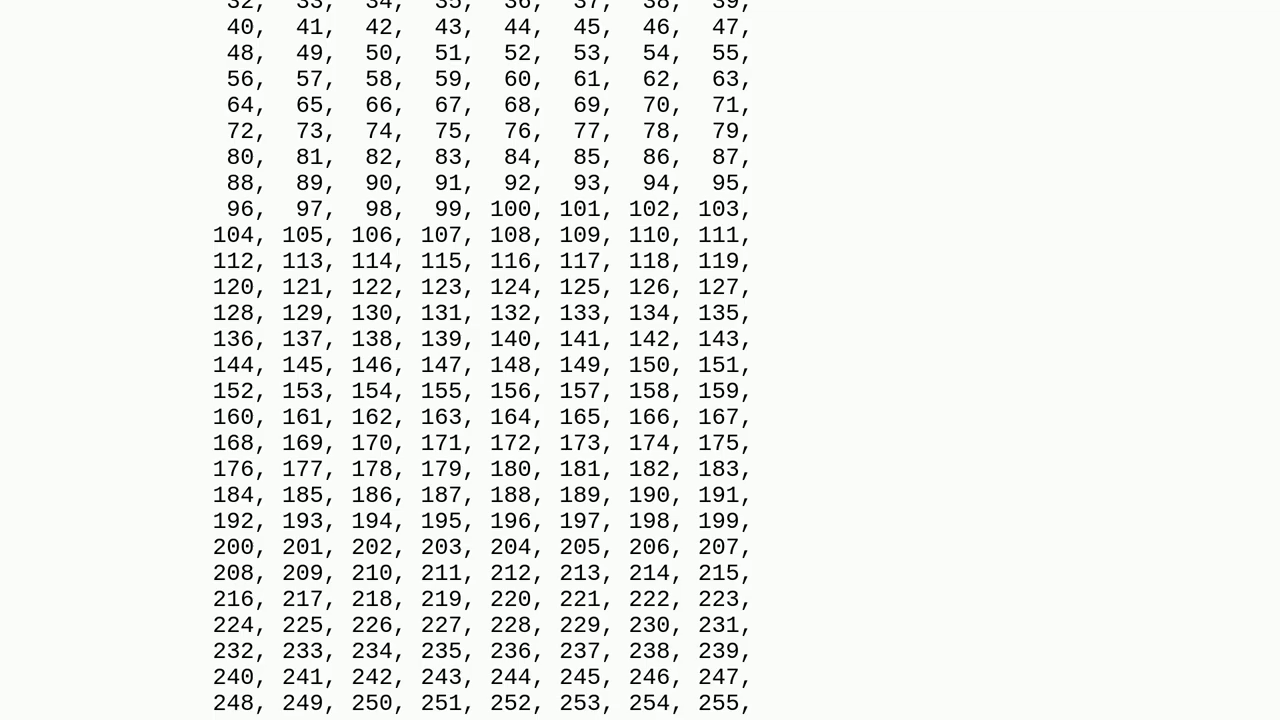 32, 33, 34, 35, 36, 37, 38, 39,
40, 41, 42, 43, 44, 45, 46, 47,
48, 49, 50, 51, 52, 53, 54, 55,
56, 57, 58, 59, 60, 61, 62, 63,
64, 65, 66, 67, 68, 69, 70, 71,
72, 73, 74, 75, 76, 77, 78, 79,
80, 81, 82, 83, 84, 85, 86, 87,
88, 89, 90, 91, 92, 93, 94, 95,
96, 97, 98, 99, 100, 101, 102, 103,
104, 105, 106, 107, 108, 109, 110, 111,
112, 113, 114, 115, 116, 117, 118, 119,
120, 121, 122, 123, 124, 125, 126, 127,
128, 129, 130, 131, 132, 133, 134, 135,
136, 137, 138, 139, 140, 141, 142, 143,
144, 145, 146, 147, 148, 149, 150, 151,
152, 153, 154, 155, 156, 157, 158, 159,
160, 161, 162, 163, 164, 165, 166, 167,
168, 169, 170, 171, 172, 173, 174, 175,
176, 177, 178, 179, 180, 181, 182, 183,
184, 185, 186, 187, 188, 189, 190, 191,
192, 193, 194, 195, 196, 197, 198, 199,
200, 201, 202, 203, 204, 205, 206, 207,
208, 209, 210, 211, 212, 213, 214, 215,
216, 217, 218, 219, 220, 221, 222, 223,
224, 225, 226, 227, 228, 229, 230, 231,
232, 233, 234, 235, 236, 237, 238, 239,
240, 241, 242, 243, 244, 245, 246, 247,
248, 249, 250, 251, 252, 253, 254, 255,